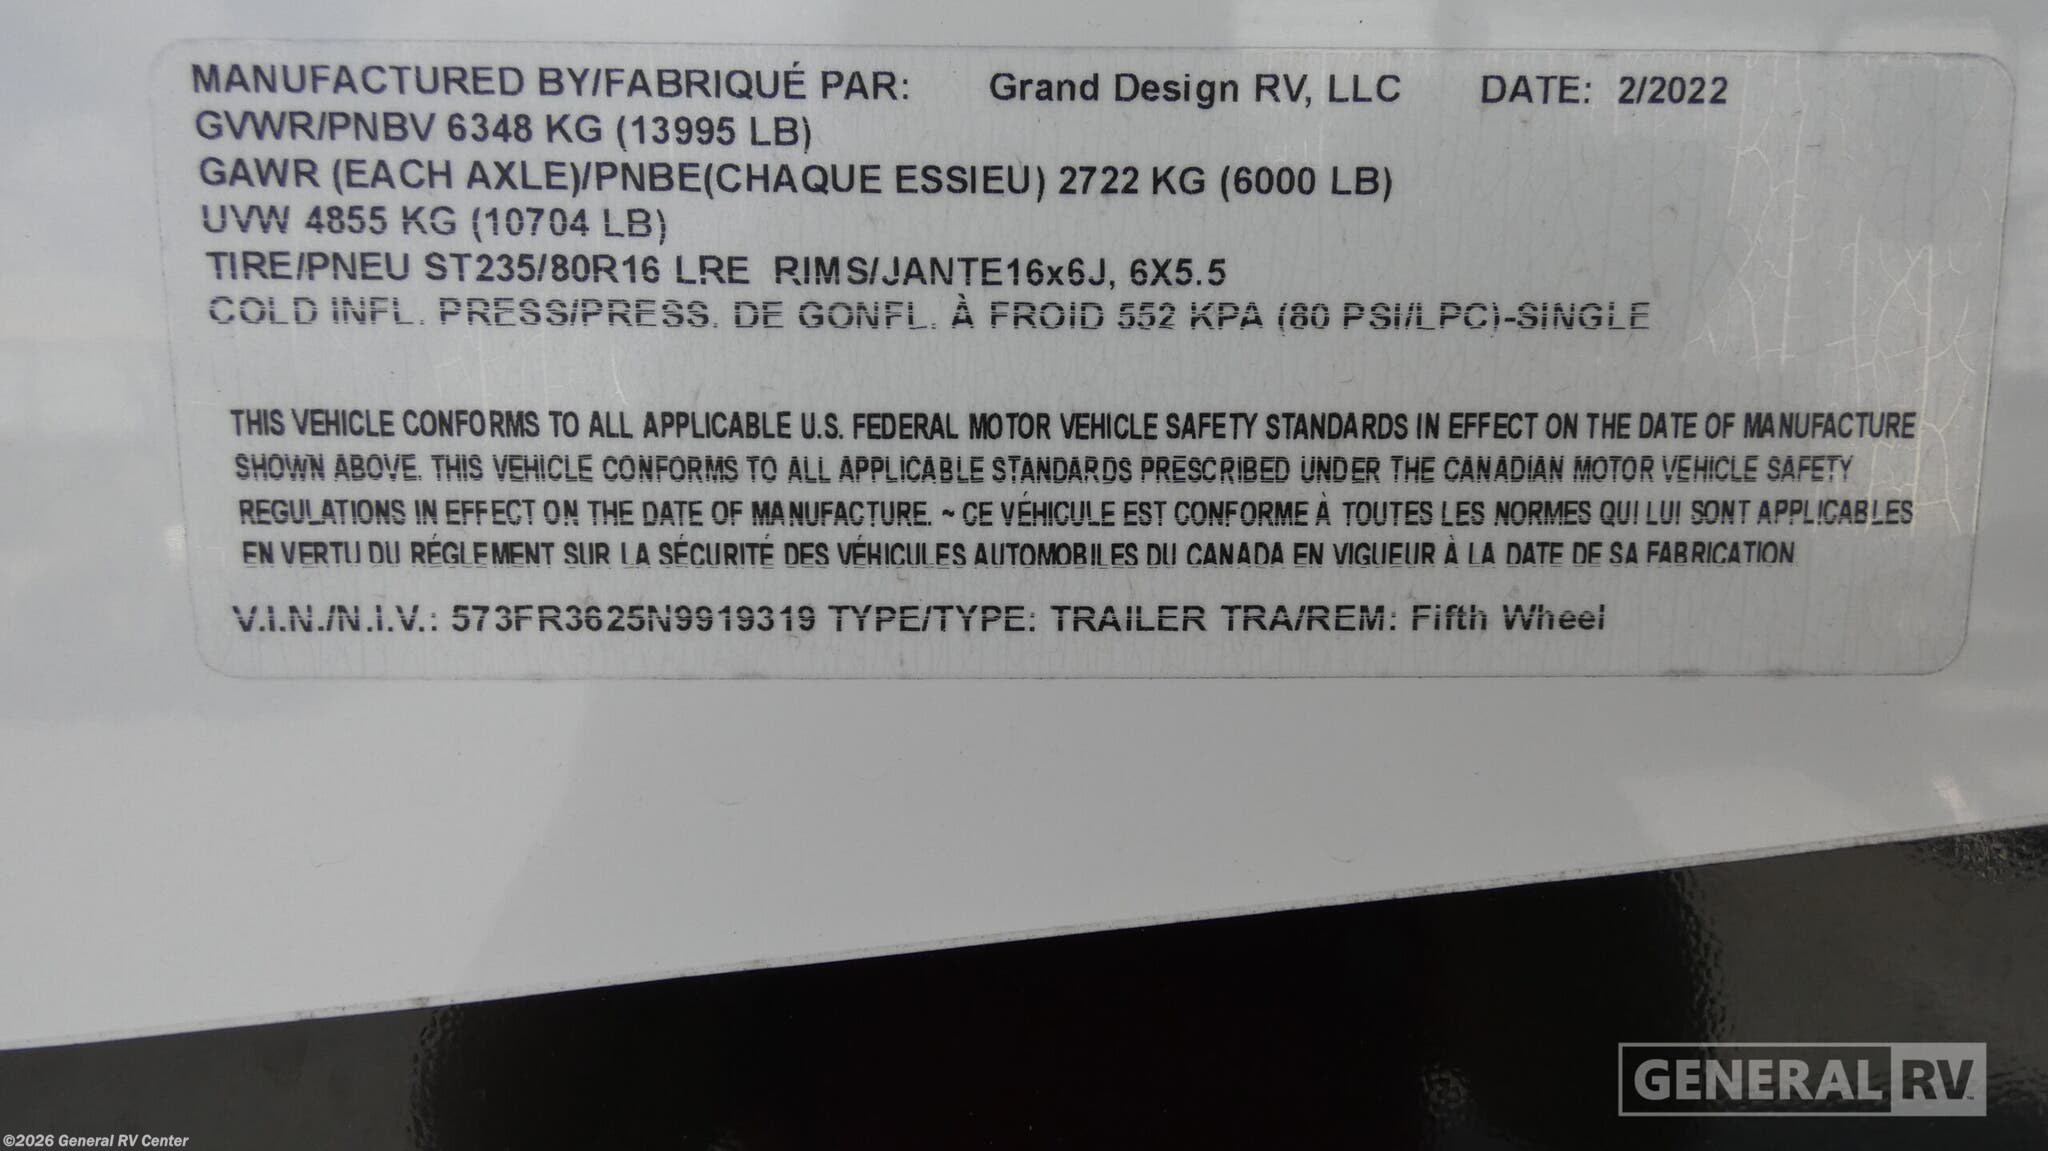 MANUFACTURED BY/FABRIQUÉ PAR: Grand Design RV, LLC DATE: 2/2022
GVWR/PNBV 6348 KG (13995 LB)
GAWR (EACH AXLE)/PNBE(CHAQUE ESSIEU) 2722 KG (6000 LB)
UVW 4855 KG (10704 LB)
TIRE/PNEU ST235/80R16 LRE RIMS/JANTE16x6J, 6X5.5
COLD INFL. PRESS/PRESS. DE GONFL. À FROID 552 KPA (80 PSI/LPC)-SINGLE
THIS VEHICLE CONFORMS TO ALL APPLICABLE U.S. FEDERAL MOTOR VEHICLE SAFETY STANDARDS IN EFFECT ON THE DATE OF MANUFACTURE
SHOWN ABOVE. THIS VEHICLE CONFORMS TO ALL APPLICABLE STANDARDS PRESCRIBED UNDER THE CANADIAN MOTOR VEHICLE SAFETY
REGULATIONS IN EFFECT ON THE DATE OF MANUFACTURE. ~ CE VÉHICULE EST CONFORME À TOUTES LES NORMES QUI LUI SONT APPLICABLES
EN VERTU DU RÉGLEMENT SUR LA SÉCURITÉ DES VÉHICULES AUTOMOBILES DU CANADA EN VIGUEUR À LA DATE DE SA FABRICATION
V.I.N./N.I.V.: 573FR3625N9919319 TYPE/TYPE: TRAILER TRA/REM: Fifth Wheel
GENERAL RV
©2026 General RV Center